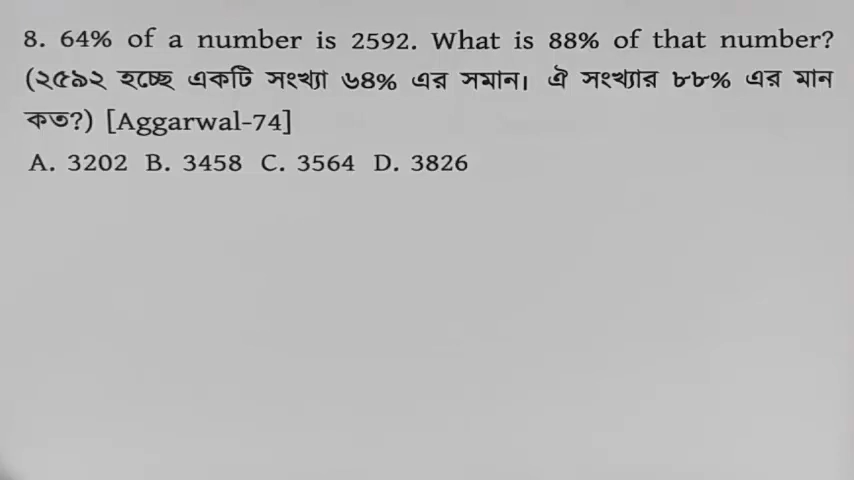 8. 64% of a number is 2592. What is 88% of that number?
(২৫৯২ হচ্ছে একটি সংখ্যা ৬৪% এর সমান। ঐ সংখ্যার ৮৮% এর মান
কত?) [Aggarwal-74]
A. 3202 B. 3458 C. 3564 D. 3826